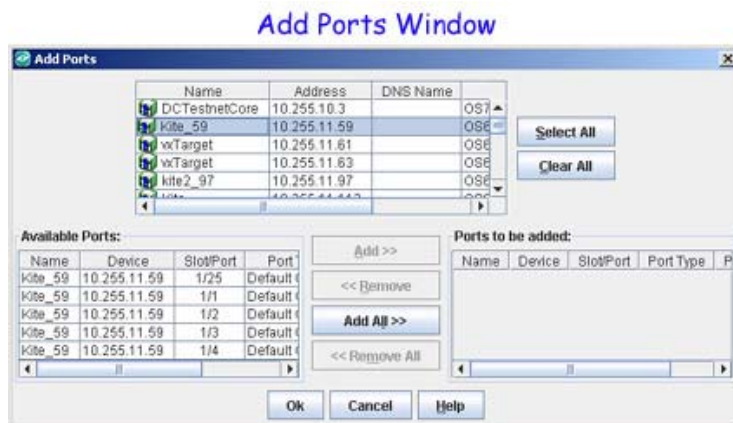 Add Ports Window
Add Ports
Name Address DNS Name
DCTestnetCore 10.255.10.3 OS7
Kite_59 10.255.11.59 OS6
vxTarget 10.255.11.61 OS6
vxTarget 10.255.11.63 OS6
kite2_97 10.255.11.97 OS6
Select All
Clear All
Available Ports:
Name Device Slot/Port Port T
Kite_59 10.255.11.59 1/25 Default
Kite_59 10.255.11.59 1/1 Default
Kite_59 10.255.11.59 1/2 Default
Kite_59 10.255.11.59 1/3 Default
Kite_59 10.255.11.59 1/4 Default
Add >>
<< Remove
Add All >>
<< Remove All
Ports to be added:
Name Device Slot/Port Port Type P
Ok Cancel Help